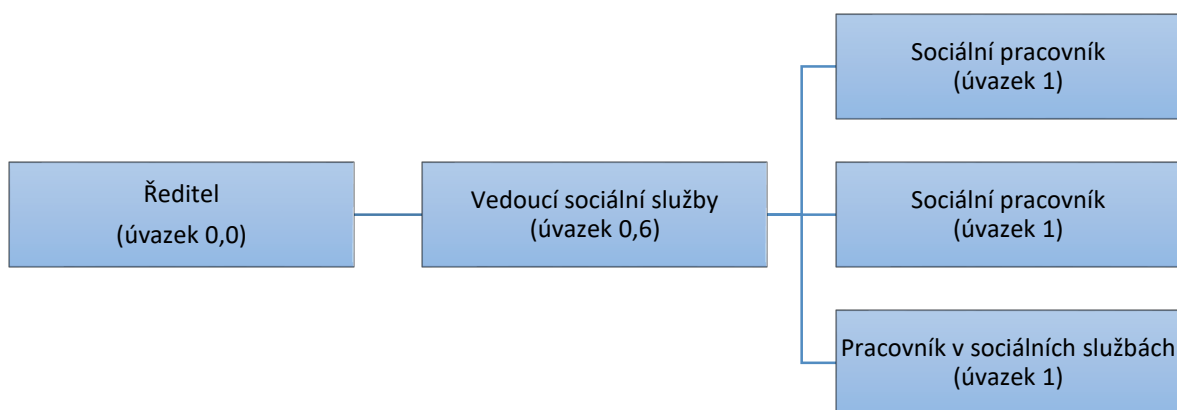 Sociální pracovník
(úvazek 1)
Ředitel
(úvazek 0,0)
Vedoucí sociální služby
(úvazek 0,6)
Sociální pracovník
(úvazek 1)
Pracovník v sociálních službách
(úvazek 1)